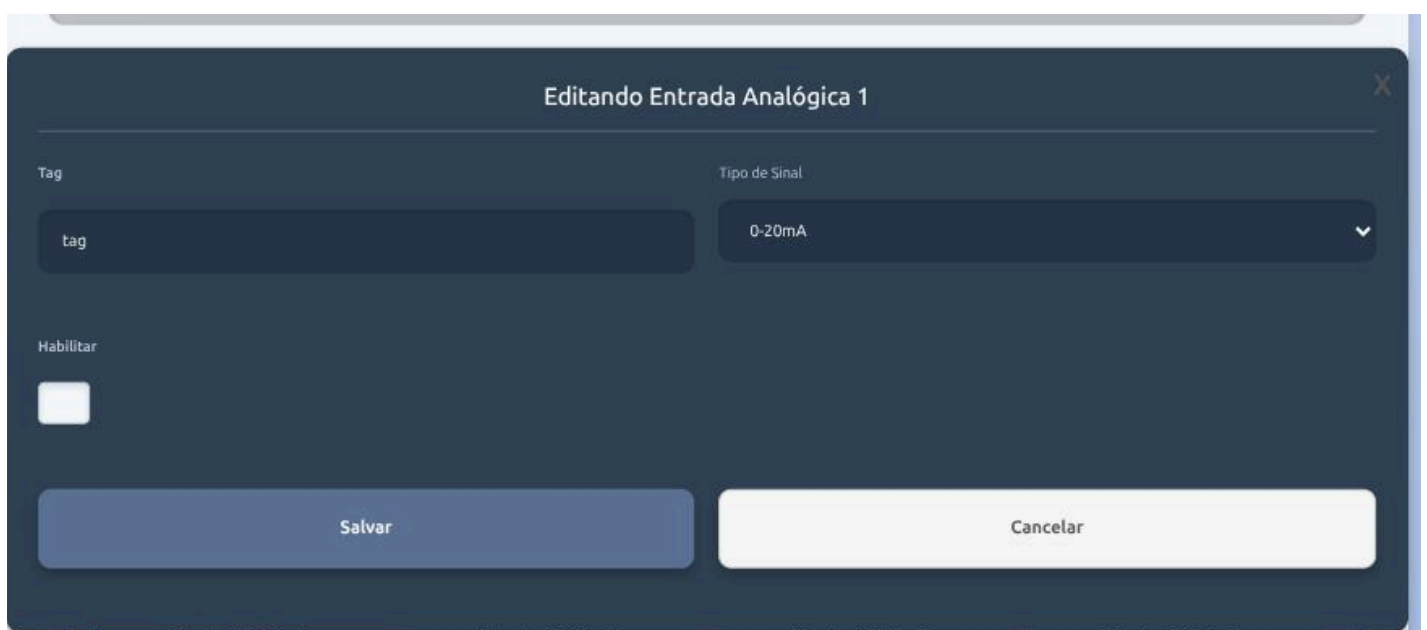 Editando Entrada Analógica 1
X
Tag
Tipo de Sinal
tag
0-20mA
Habilitar
Salvar
Cancelar